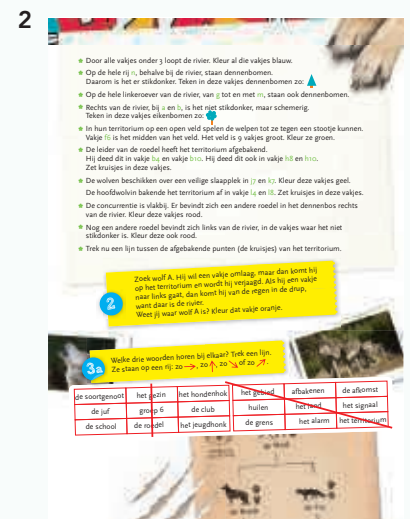 2
Door alle vakjes onder 3 loopt de rivier. Kleur al die vakjes blauw.
Op de hele rij n, behalve bij de rivier, staan dennenbomen.
Daarom is het er stikdonker. Teken in deze vakjes dennenbomen zo:
Op de hele linkeroever van de rivier, van g tot en met m, staan ook dennenbomen.
Rechts van de rivier, bij a en b, is het niet stikdonker, maar schemerig.
Teken in deze vakjes eikenbomen zo:
In hun territorium op een open veld spelen de welpen tot ze tegen een stootje kunnen.
Vakje f6 is het midden van het veld. Het veld is 9 vakjes groot. Kleur ze groen.
De leider van de roedel heeft het territorium afgebakend.
Hij deed dit in vakje b4 en vakje b10. Hij deed dit ook in vakje h8 en h10.
Zet kruisjes in deze vakjes.
De wolven beschikken over een veilige slaapplek in j7 en k7. Kleur deze vakjes geel.
De hoofdwolvin bakende het territorium af in vakje l4 en l8. Zet kruisjes in deze vakjes.
De concurrentie is vlakbij. Er bevindt zich een andere roedel in het dennenbos rechts
van de rivier. Kleur deze vakjes rood.
Nog een andere roedel bevindt zich links van de rivier, in de vakjes waar het niet
stikdonker is. Kleur deze ook rood.
Trek nu een lijn tussen de afgebakende punten (de kruisjes) van het territorium.
2
Zoek wolf A. Hij wil een vakje omlaag, maar dan komt hij
op het territorium en wordt hij verjaagd. Als hij een vakje
naar links gaat, dan komt hij van de regen in de drup,
want daar is de rivier.
Weet jij waar wolf A is? Kleur dat vakje oranje.
3a
Welke drie woorden horen bij elkaar? Trek een lijn.
Ze staan op een rij: zo →, zo ↑, zo ↘ of zo ↗.
de soortgenoot het gezin het hondenhok het gebied afbakenen de afkomst
de juf groep 6 de club huilen het land het signaal
de school de roedel het jeugdhonk de grens het alarm het territorium